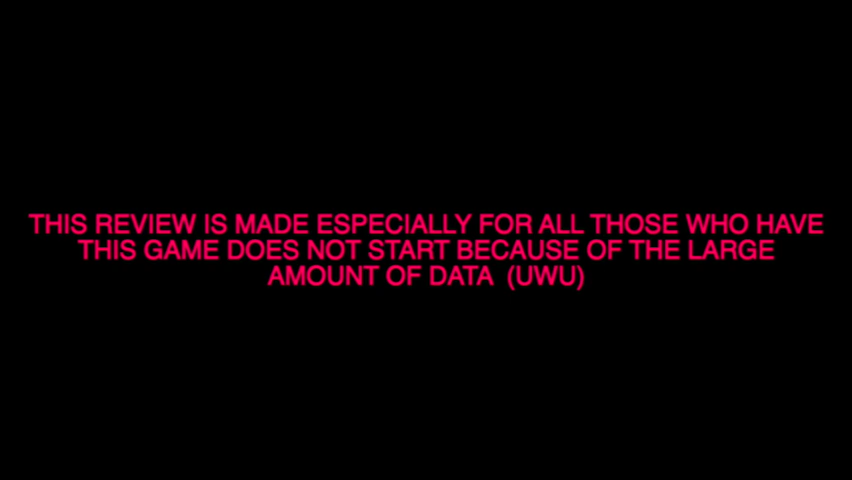 THIS REVIEW IS MADE ESPECIALLY FOR ALL THOSE WHO HAVE
THIS GAME DOES NOT START BECAUSE OF THE LARGE
AMOUNT OF DATA  (UWU)